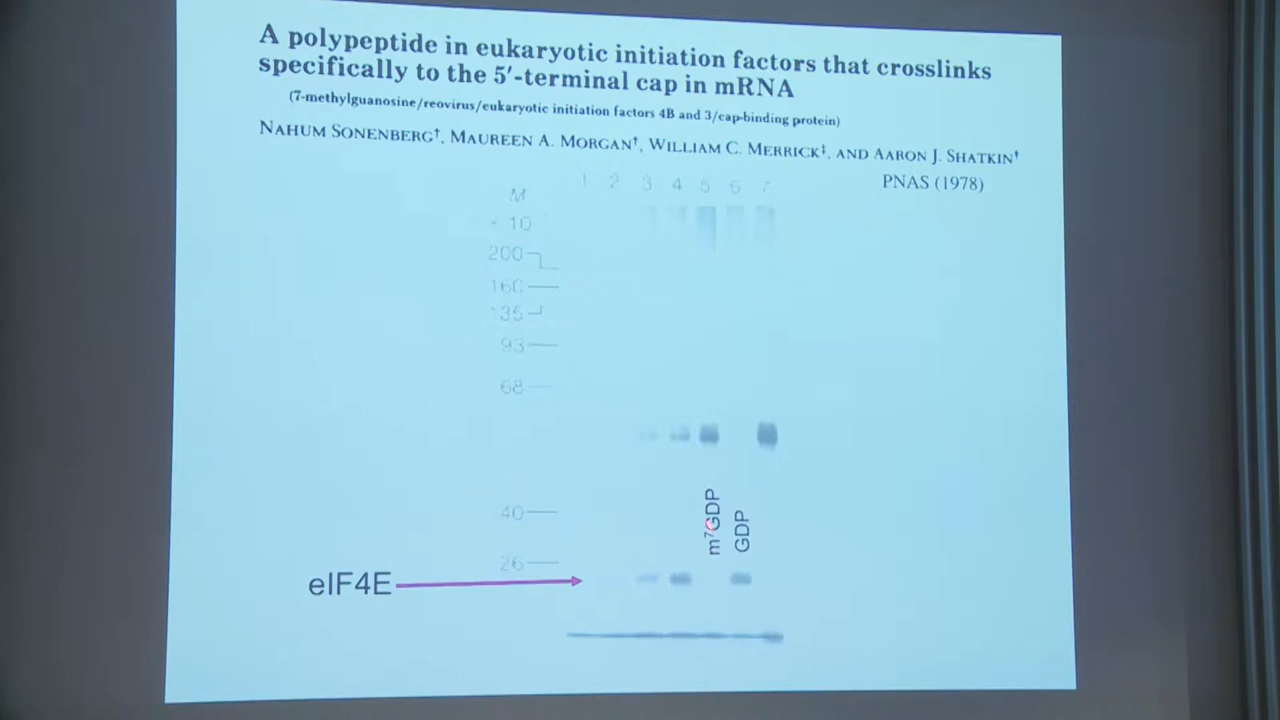 A polypeptide in eukaryotic initiation factors that crosslinks
specifically to the 5′-terminal cap in mRNA
(7-methylguanosine/reovirus/eukaryotic initiation factors 4B and 3/cap-binding protein)
NAHUM SONENBERG†, MAUREEN A. MORGAN†, WILLIAM C. MERRICK‡, AND AARON J. SHATKIN†
PNAS (1978)
1 2 3 4 5 6 7
M
200
160
93
68
40
m⁷GDP
GDP
26
eIF4E